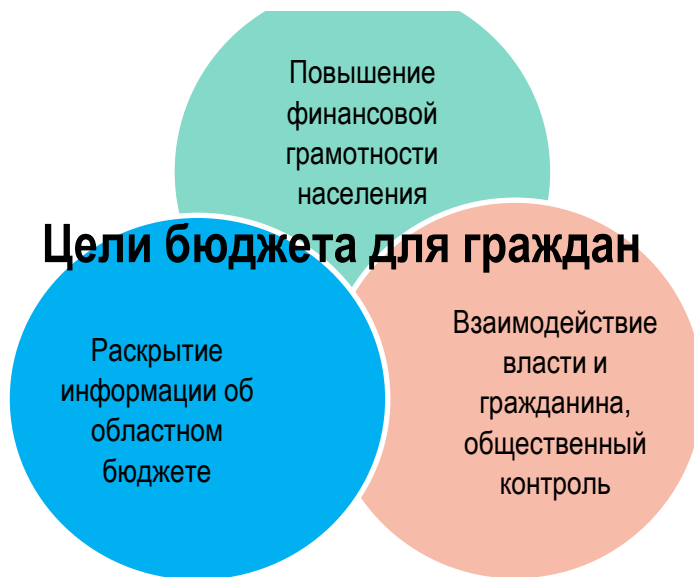 Повышение
финансовой
грамотности
населения
Цели бюджета для граждан
Раскрытие
информации об
областном
бюджете
Взаимодействие
власти и
гражданина,
общественный
контроль